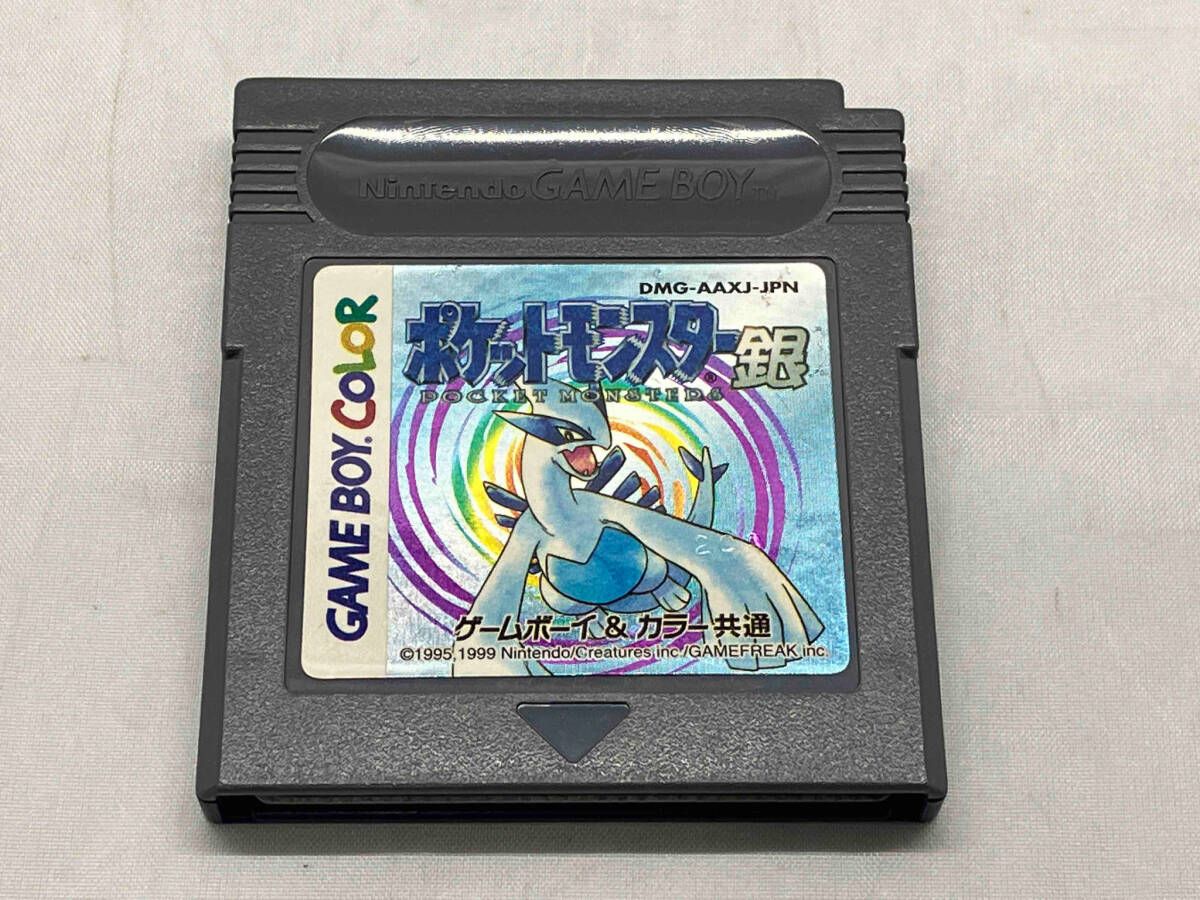 Nintendo GAME BOY™
GAME BOY COLOR
DMG-AAXJ-JPN
ポケットモンスター®銀
POCKET MONSTERS
ゲームボーイ & カラー共通
©1995,1999 Nintendo/Creatures inc./GAMEFREAK inc.